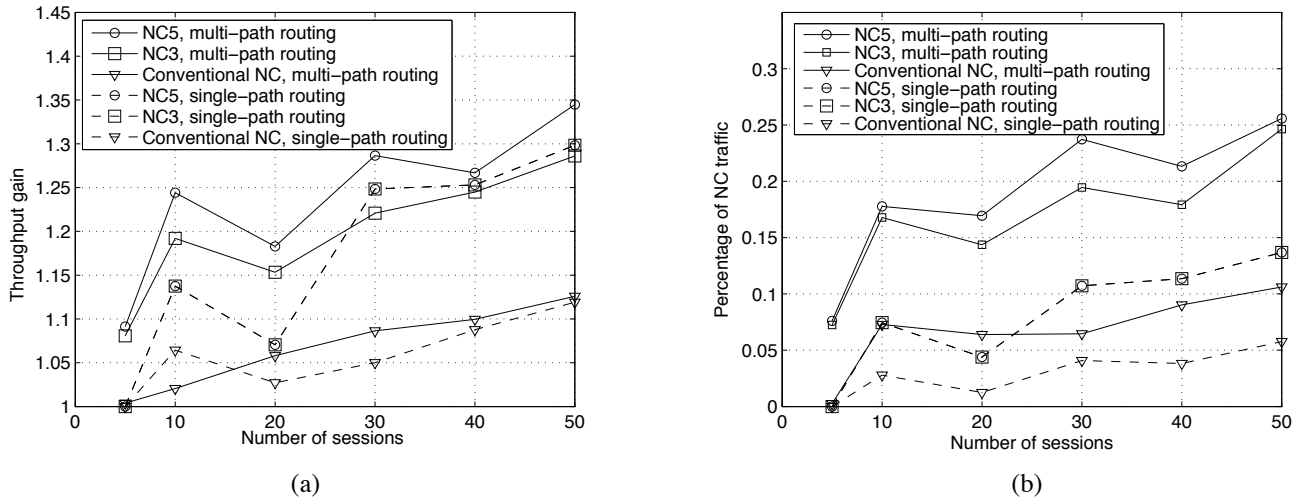 1.45
1.4
1.35
1.3
1.25
1.2
1.15
1.1
1.05
1
0 10 20 30 40 50
Throughput gain
Number of sessions
NC5, multi−path routing
NC3, multi−path routing
Conventional NC, multi−path routing
NC5, single−path routing
NC3, single−path routing
Conventional NC, single−path routing
(a)
0.3
0.25
0.2
0.15
0.1
0.05
0
0 10 20 30 40 50
Percentage of NC traffic
Number of sessions
NC5, multi−path routing
NC3, multi−path routing
Conventional NC, multi−path routing
NC5, single−path routing
NC3, single−path routing
Conventional NC, single−path routing
(b)